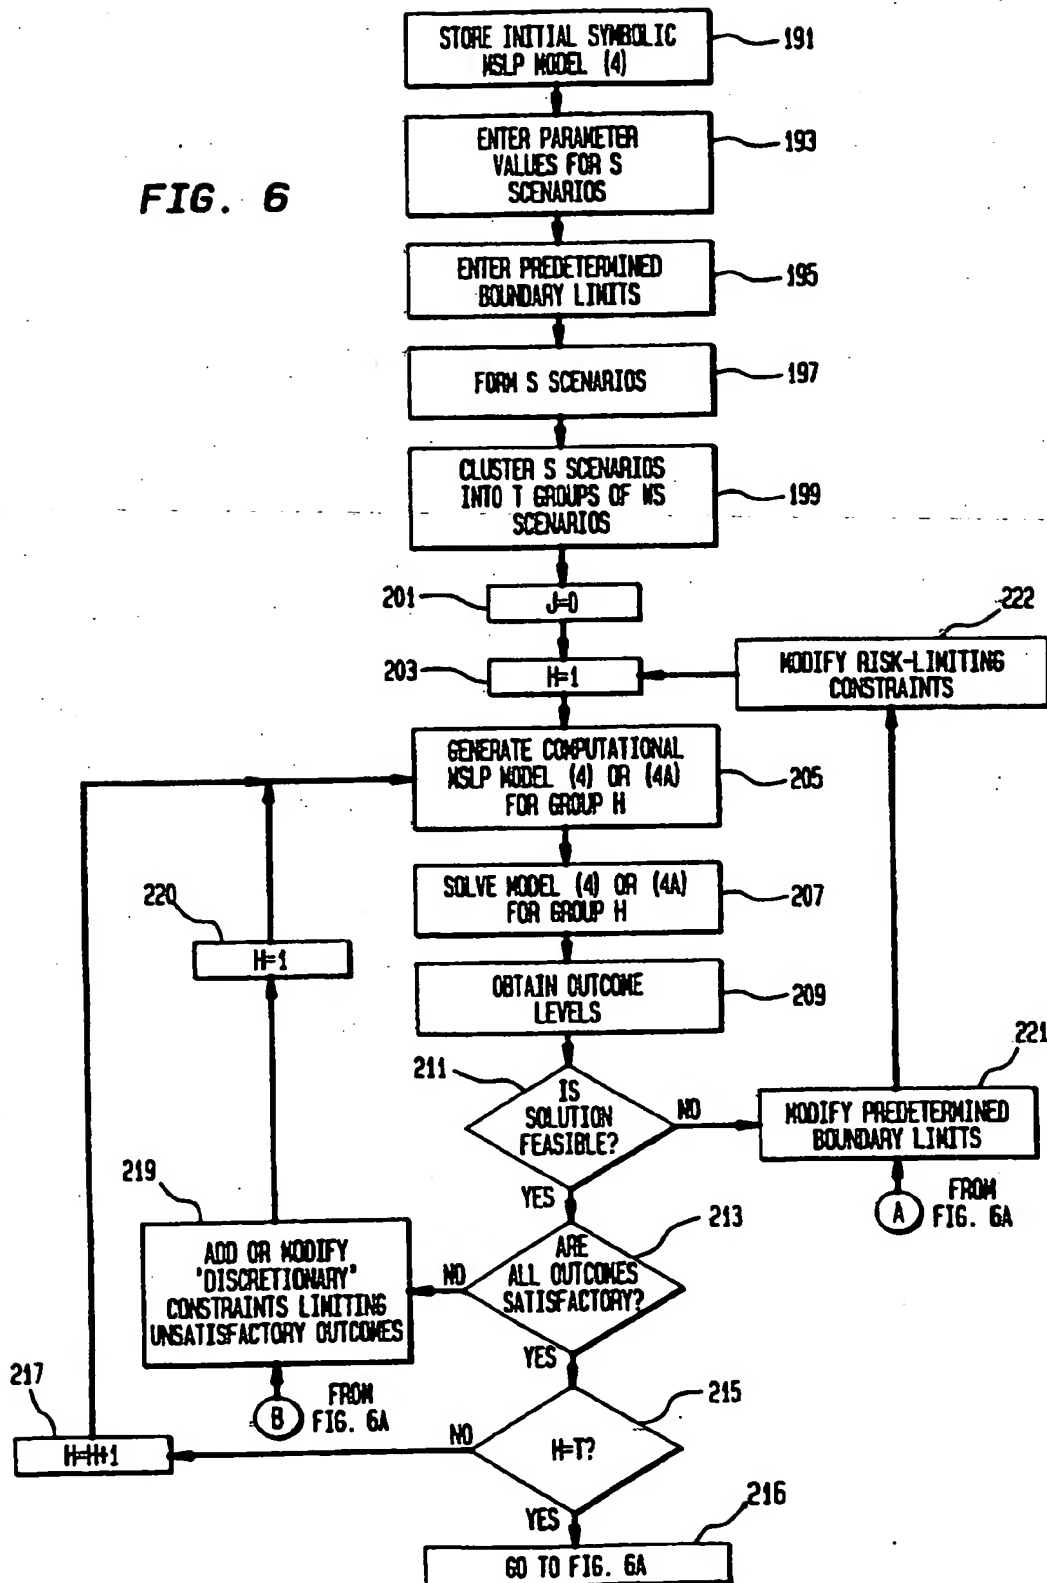 FIG. 6
STORE INITIAL SYMBOLIC
MSLP MODEL (4)
191
ENTER PARAMETER
VALUES FOR S
SCENARIOS
193
ENTER PREDETERMINED
BOUNDARY LIMITS
195
FORM S SCENARIOS
197
CLUSTER S SCENARIOS
INTO T GROUPS OF WS
SCENARIOS
199
201
J=0
203
H=1
222
MODIFY RISK-LIMITING
CONSTRAINTS
GENERATE COMPUTATIONAL
MSLP MODEL (4) OR (4A)
FOR GROUP H
205
SOLVE MODEL (4) OR (4A)
FOR GROUP H
207
220
H=1
OBTAIN OUTCOME
LEVELS
209
211
IS
SOLUTION
FEASIBLE?
NO
YES
221
MODIFY PREDETERMINED
BOUNDARY LIMITS
A
FROM
FIG. 6A
213
ARE
ALL OUTCOMES
SATISFACTORY?
NO
YES
219
ADD OR MODIFY
"DISCRETIONARY"
CONSTRAINTS LIMITING
UNSATISFACTORY OUTCOMES
B
FROM
FIG. 6A
215
H=T?
NO
YES
217
H=H+1
216
GO TO FIG. 6A